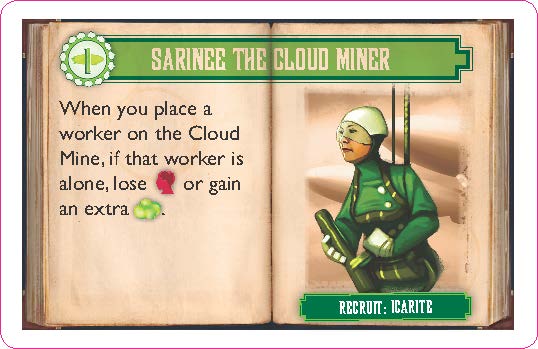 SARINEE THE CLOUD MINER
When you place a
worker on the Cloud
Mine, if that worker is
alone, lose or gain
an extra .
RECRUIT: ICARITE